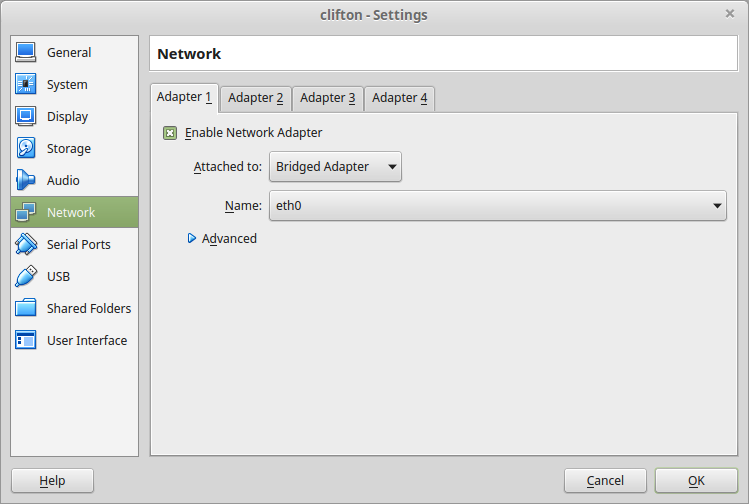 clifton - Settings
General
System
Display
Storage
Audio
Network
Serial Ports
USB
Shared Folders
User Interface
Network
Adapter 1 Adapter 2 Adapter 3 Adapter 4
Enable Network Adapter
Attached to: Bridged Adapter
Name: eth0
Advanced
Help Cancel OK